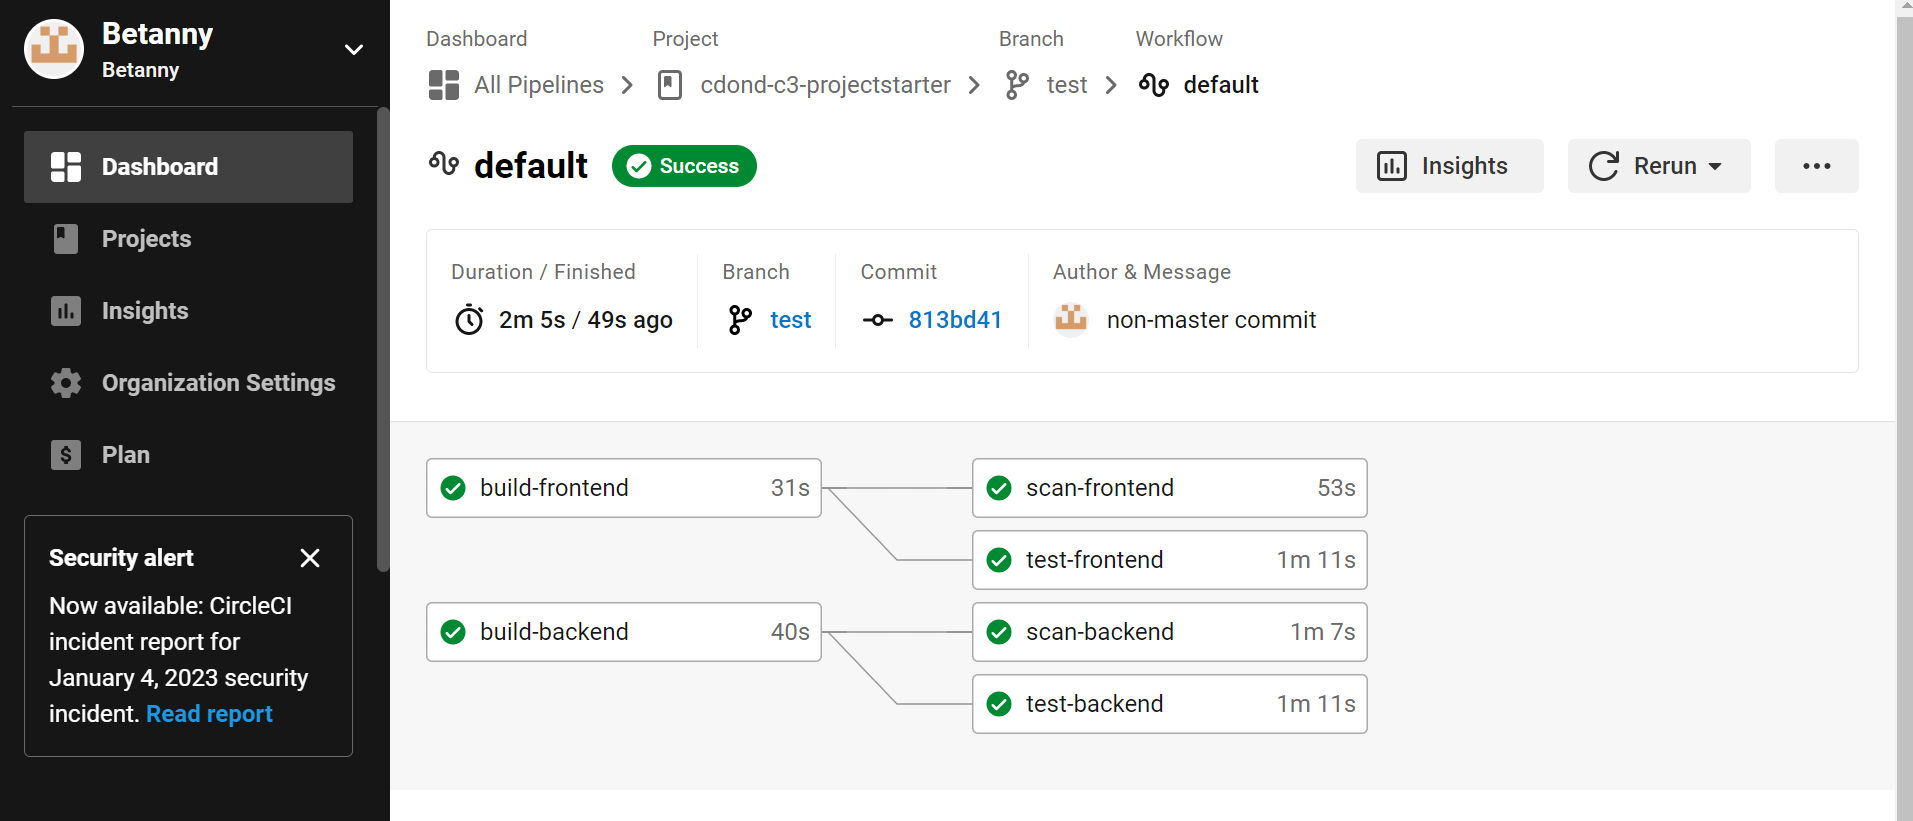 Betanny
Betanny
Dashboard
Projects
Insights
Organization Settings
$ Plan
Security alert
Now available: CircleCI
incident report for
January 4, 2023 security
incident. Read report
Dashboard Project Branch Workflow
All Pipelines cdond-c3-projectstarter test default
default Success Insights Rerun
Duration / Finished Branch Commit Author & Message
2m 5s / 49s ago test 813bd41 non-master commit
build-frontend 31s scan-frontend 53s
test-frontend 1m 11s
build-backend 40s scan-backend 1m 7s
test-backend 1m 11s